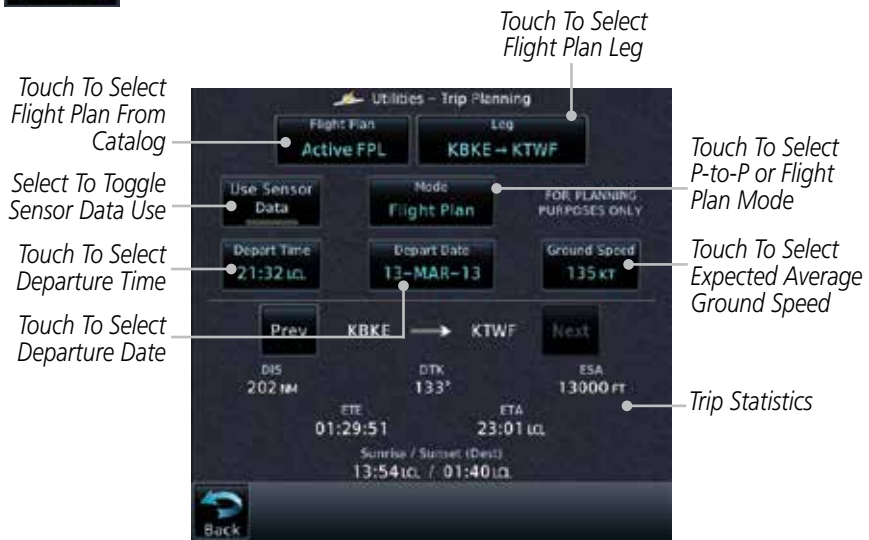 Touch To Select
Flight Plan Leg
Touch To Select
Flight Plan From
Catalog
Select To Toggle
Sensor Data Use
Touch To Select
Departure Time
Touch To Select
Departure Date
Utilities – Trip Planning
Flight Plan
Active FPL
Leg
KBKE → KTWF
Use Sensor
Data
Mode
Flight Plan
FOR PLANNING
PURPOSES ONLY
Depart Time
21:32 LCL
Depart Date
13-MAR-13
Ground Speed
135 KT
Prev
KBKE → KTWF
Next
DIS
202 NM
DTK
133°
ESA
13000 FT
ETE
01:29:51
ETA
23:01 LCL
Sunrise / Sunset (Dest)
13:54 LCL / 01:40 LCL
Back
Touch To Select
P-to-P or Flight
Plan Mode
Touch To Select
Expected Average
Ground Speed
Trip Statistics